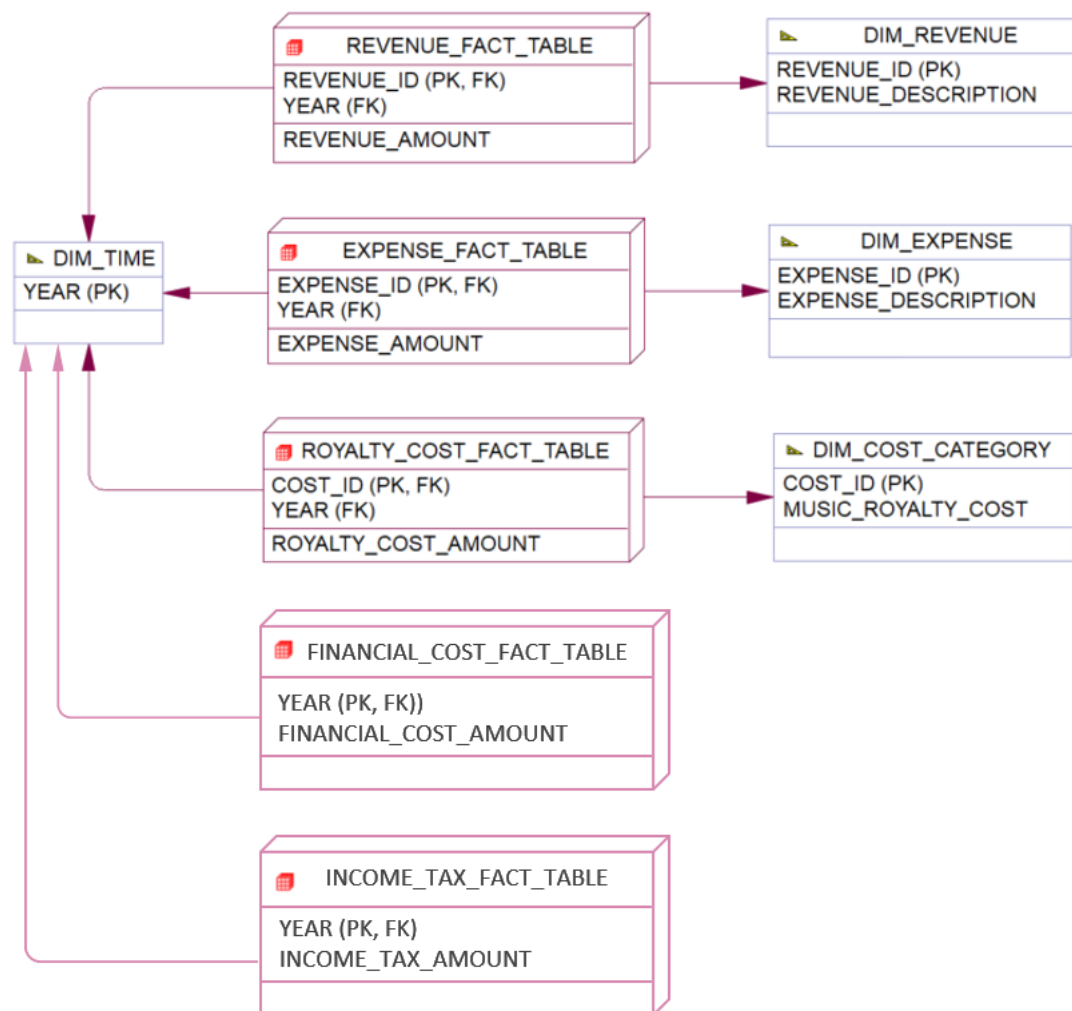 REVENUE_FACT_TABLE
REVENUE_ID (PK, FK)
YEAR (FK)
REVENUE_AMOUNT
DIM_REVENUE
REVENUE_ID (PK)
REVENUE_DESCRIPTION
DIM_TIME
YEAR (PK)
EXPENSE_FACT_TABLE
EXPENSE_ID (PK, FK)
YEAR (FK)
EXPENSE_AMOUNT
DIM_EXPENSE
EXPENSE_ID (PK)
EXPENSE_DESCRIPTION
ROYALTY_COST_FACT_TABLE
COST_ID (PK, FK)
YEAR (FK)
ROYALTY_COST_AMOUNT
DIM_COST_CATEGORY
COST_ID (PK)
MUSIC_ROYALTY_COST
FINANCIAL_COST_FACT_TABLE
YEAR (PK, FK))
FINANCIAL_COST_AMOUNT
INCOME_TAX_FACT_TABLE
YEAR (PK, FK)
INCOME_TAX_AMOUNT